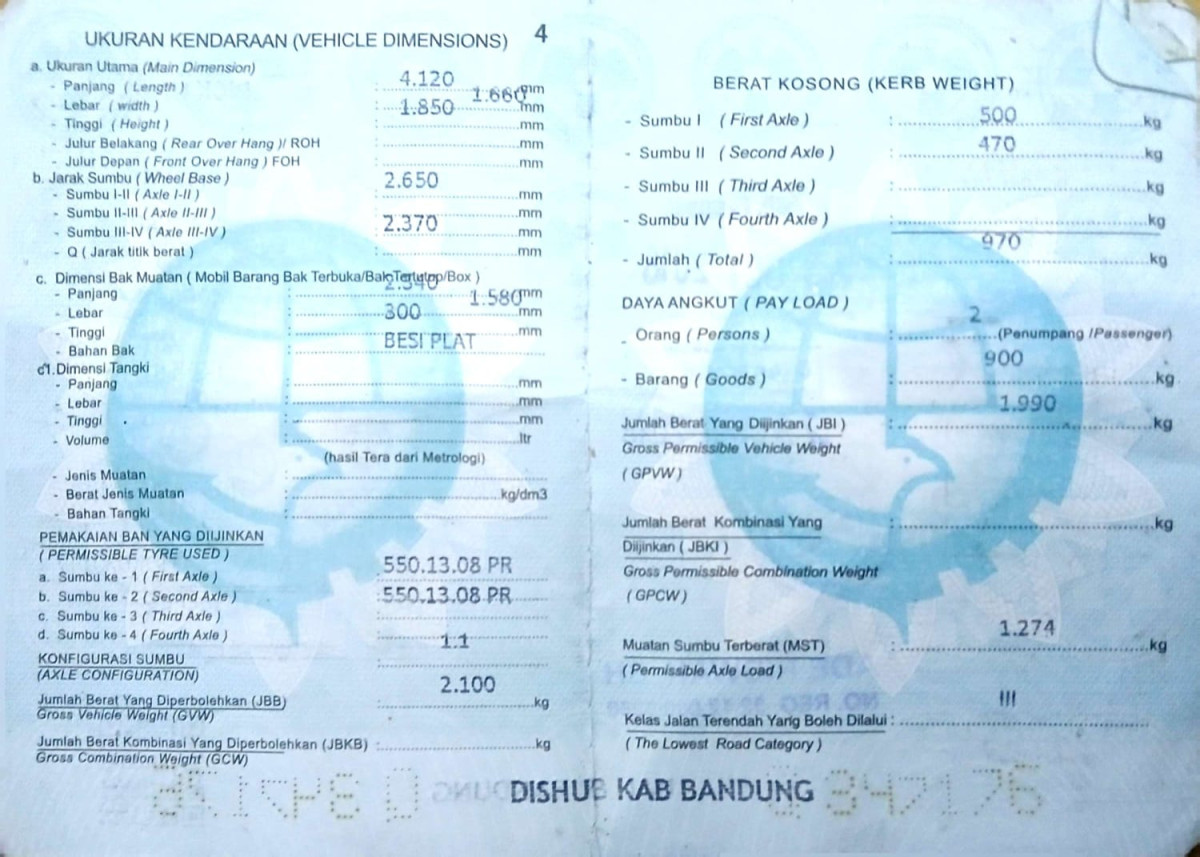 UKURAN KENDARAAN (VEHICLE DIMENSIONS) 4
a. Ukuran Utama (Main Dimension)
- Panjang ( Length ) 4.120 mm
- Lebar ( width ) : 1.850 1.660 mm
- Tinggi ( Height ) : mm
- Julur Belakang ( Rear Over Hang )/ ROH : mm
- Julur Depan ( Front Over Hang ) FOH : mm
b. Jarak Sumbu ( Wheel Base ) 2.650
- Sumbu I-II ( Axle I-II ) : mm
- Sumbu II-III ( Axle II-III ) : mm
- Sumbu III-IV ( Axle III-IV ) 2.370 mm
- Q ( Jarak titik berat ) : mm
c. Dimensi Bak Muatan ( Mobil Barang Bak Terbuka/Bak Tertutup/Box )
- Panjang : 2.340 1.580 mm
- Lebar : 300 mm
- Tinggi : mm
- Bahan Bak : BESI PLAT
c1.Dimensi Tangki
- Panjang : mm
- Lebar : mm
- Tinggi : mm
- Volume : ltr
(hasil Tera dari Metrologi)
- Jenis Muatan :
- Berat Jenis Muatan : kg/dm3
- Bahan Tangki :
PEMAKAIAN BAN YANG DIIJINKAN
( PERMISSIBLE TYRE USED )
a. Sumbu ke - 1 ( First Axle ) : 550.13.08 PR
b. Sumbu ke - 2 ( Second Axle ) : 550.13.08 PR
c. Sumbu ke - 3 ( Third Axle ) :
d. Sumbu ke - 4 ( Fourth Axle ) : 1.1
KONFIGURASI SUMBU :
(AXLE CONFIGURATION)
Jumlah Berat Yang Diperbolehkan (JBB) : 2.100 kg
Gross Vehicle Weight (GVW)
Jumlah Berat Kombinasi Yang Diperbolehkan (JBKB) : kg
Gross Combination Weight (GCW)
BERAT KOSONG (KERB WEIGHT)
- Sumbu I ( First Axle ) : 500 kg
- Sumbu II ( Second Axle ) : 470 kg
- Sumbu III ( Third Axle ) : kg
- Sumbu IV ( Fourth Axle ) : kg
- Jumlah ( Total ) : 970 kg
DAYA ANGKUT ( PAY LOAD )
- Orang ( Persons ) : 2 (Penumpang /Passenger)
- Barang ( Goods ) : 900 kg
Jumlah Berat Yang Diijinkan ( JBI ) : 1.990 kg
Gross Permissible Vehicle Weight
( GPVW )
Jumlah Berat Kombinasi Yang : kg
Diijinkan ( JBKI )
Gross Permissible Combination Weight
( GPCW )
Muatan Sumbu Terberat (MST) : 1.274 kg
( Permissible Axle Load )
Kelas Jalan Terendah Yang Boleh Dilalui : III
( The Lowest Road Category )
DISHUB KAB BANDUNG